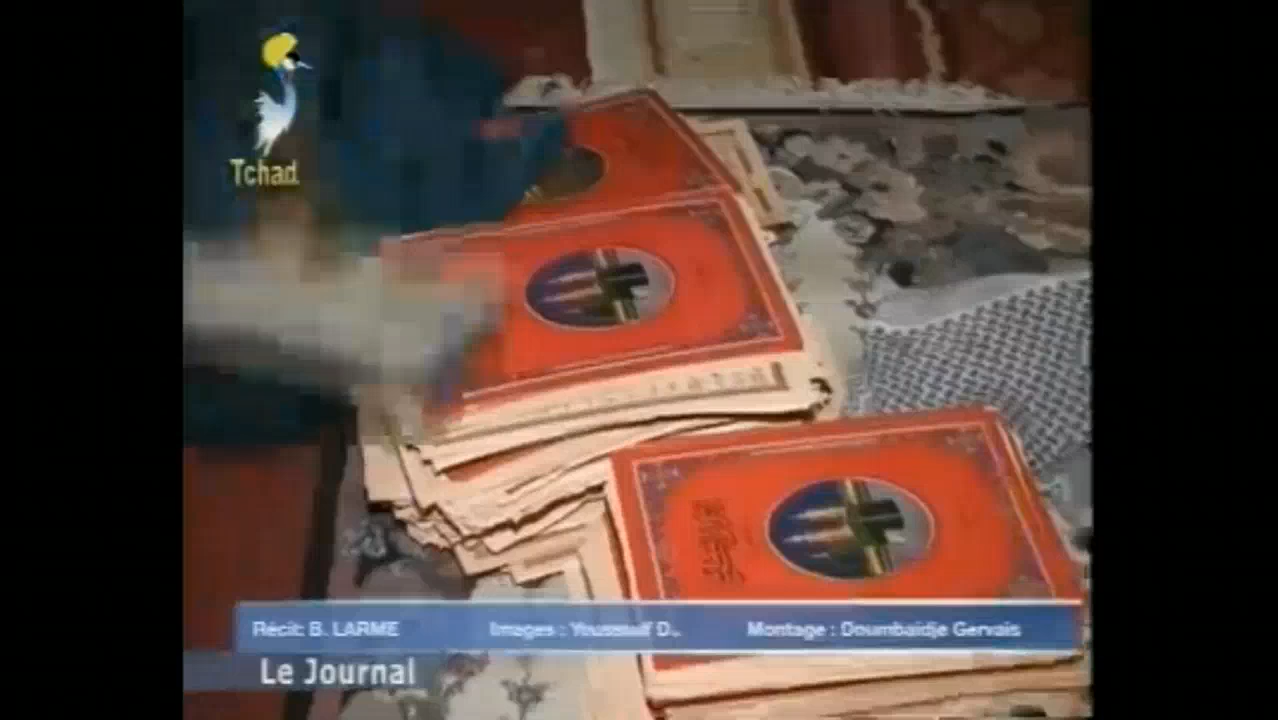 Tchad
Récit: B. LARME Images : Youssouf D.. Montage : Doumbaidje Gervais
Le Journal